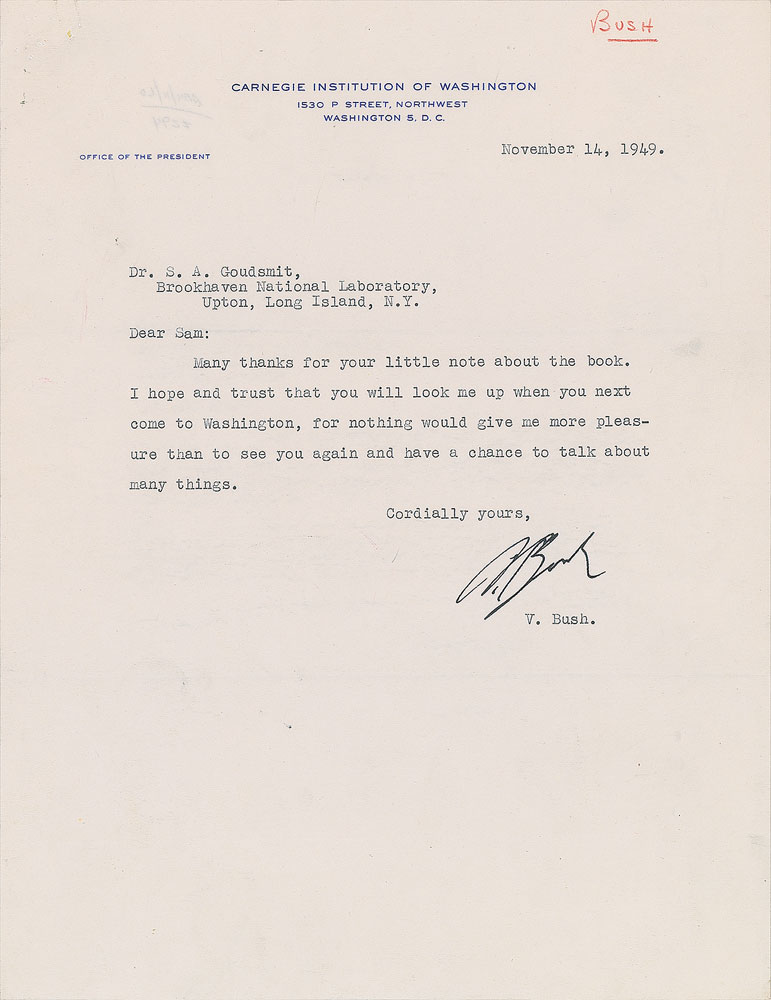 BUSH
CARNEGIE INSTITUTION OF WASHINGTON
1530 P STREET, NORTHWEST
WASHINGTON 5, D. C.
OFFICE OF THE PRESIDENT
November 14, 1949.
Dr. S. A. Goudsmit,
Brookhaven National Laboratory,
Upton, Long Island, N.Y.
Dear Sam:
Many thanks for your little note about the book.
I hope and trust that you will look me up when you next
come to Washington, for nothing would give me more pleas-
ure than to see you again and have a chance to talk about
many things.
Cordially yours,
V. Bush
V. Bush.